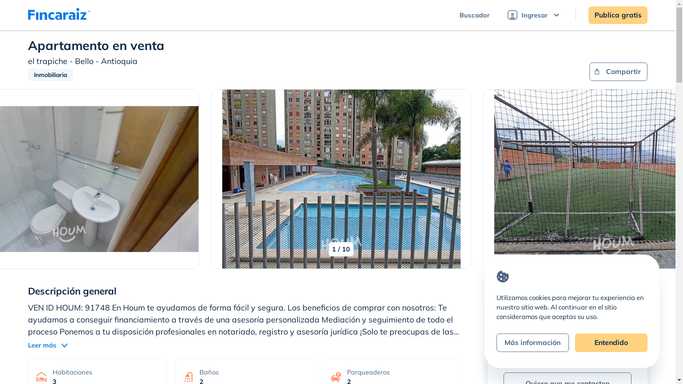 Fincaraiz
Buscador
Ingresar
Publica gratis
Apartamento en venta
el trapiche - Bello - Antioquia
Inmobiliaria
Compartir
HOUM
HOUM
HOUM
1 / 10
Descripción general
VEN ID HOUM: 91748 En Houm te ayudamos de forma fácil y segura. Los beneficios de comprar con nosotros: Te
ayudamos a conseguir financiamiento a través de una asesoría personalizada Mediación y seguimiento de todo el
proceso Ponemos a tu disposición profesionales en notariado, registro y asesoría jurídica ¡Solo te preocupas de las...
Leer más
Habitaciones
3
Baños
2
Parqueaderos
2
Utilizamos cookies para mejorar tu experiencia en
nuestro sitio web. Al continuar en el sitio
consideramos que aceptas su uso.
Más información
Entendido
Quiero que me contacten